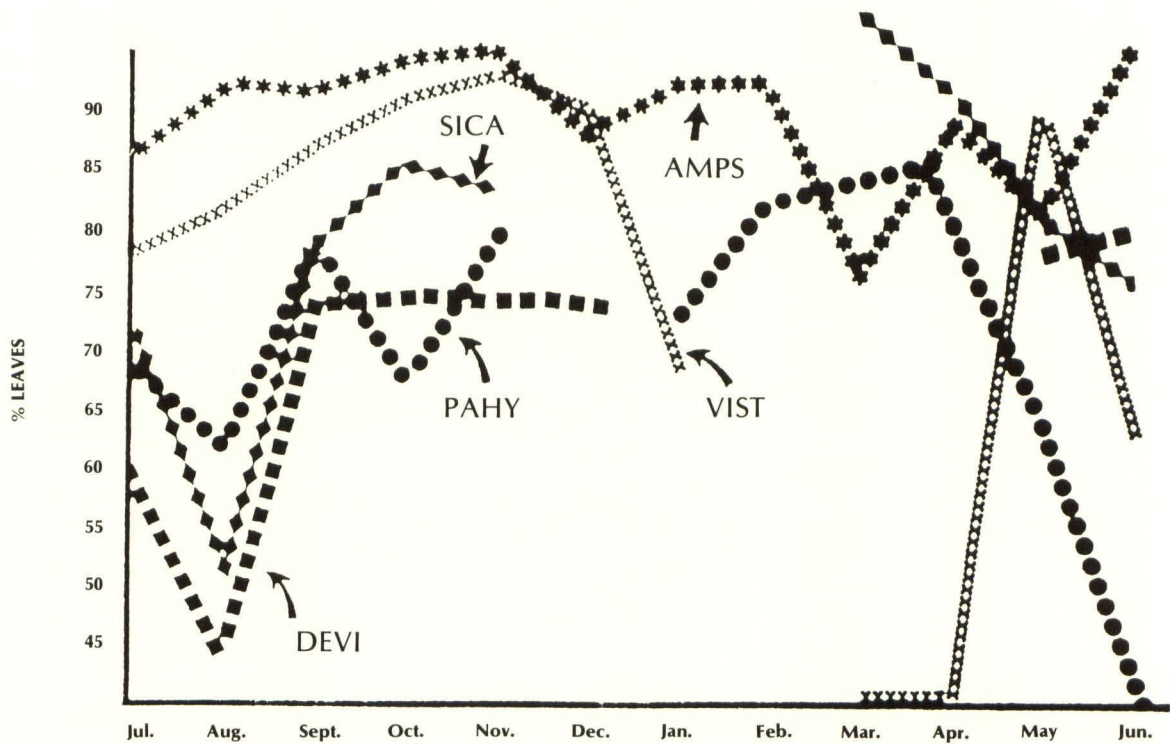 % LEAVES
90
85
80
75
70
65
60
55
50
45
SICA
AMPS
PAHY
VIST
DEVI
Jul. Aug. Sept. Oct. Nov. Dec. Jan. Feb. Mar. Apr. May Jun.